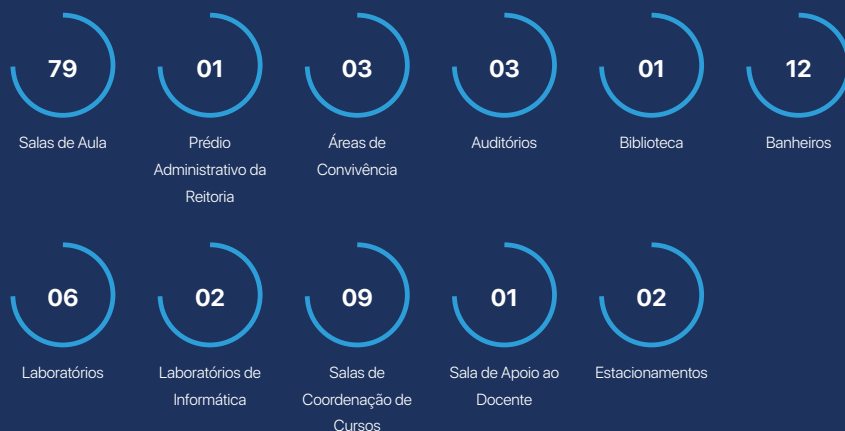 79
01
03
03
01
12
Salas de Aula
Prédio
Administrativo da
Reitoria
Áreas de
Convivência
Auditórios
Biblioteca
Banheiros
06
02
09
01
02
Laboratórios
Laboratórios de
Informática
Salas de
Coordenação de
Cursos
Sala de Apoio ao
Docente
Estacionamentos